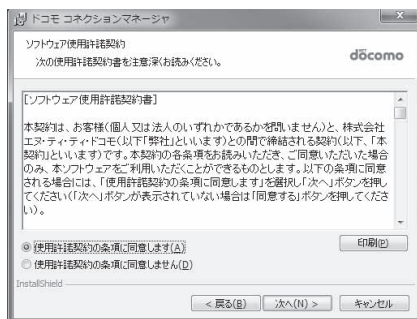 ドコモ コネクションマネージャ
ソフトウェア使用許諾契約
次の使用許諾契約書を注意深くお読みください。
döcomo
[ソフトウェア使用許諾契約書]
本契約は、お客様(個人又は法人のいずれかであるかを問いません)と、株式会社
エヌ・ティ・ティ・ドコモ(以下「弊社」といいます)との間で締結される契約(以下、「本
契約」といいます)です。本契約の各条項をお読みいただき、ご同意いただいた場合
のみ、本ソフトウェアをご利用いただくことができるものとします。以下の条項に同意
される場合には、「使用許諾契約の条項に同意します」を選択し「次へ」ボタンを押し
てください(「次へ」ボタンが表示されていない場合は「同意する」ボタンを押してくださ
い)。
使用許諾契約の条項に同意します(A)
印刷(P)
使用許諾契約の条項に同意しません(D)
InstallShield
< 戻る(B)
次へ(N) >
キャンセル